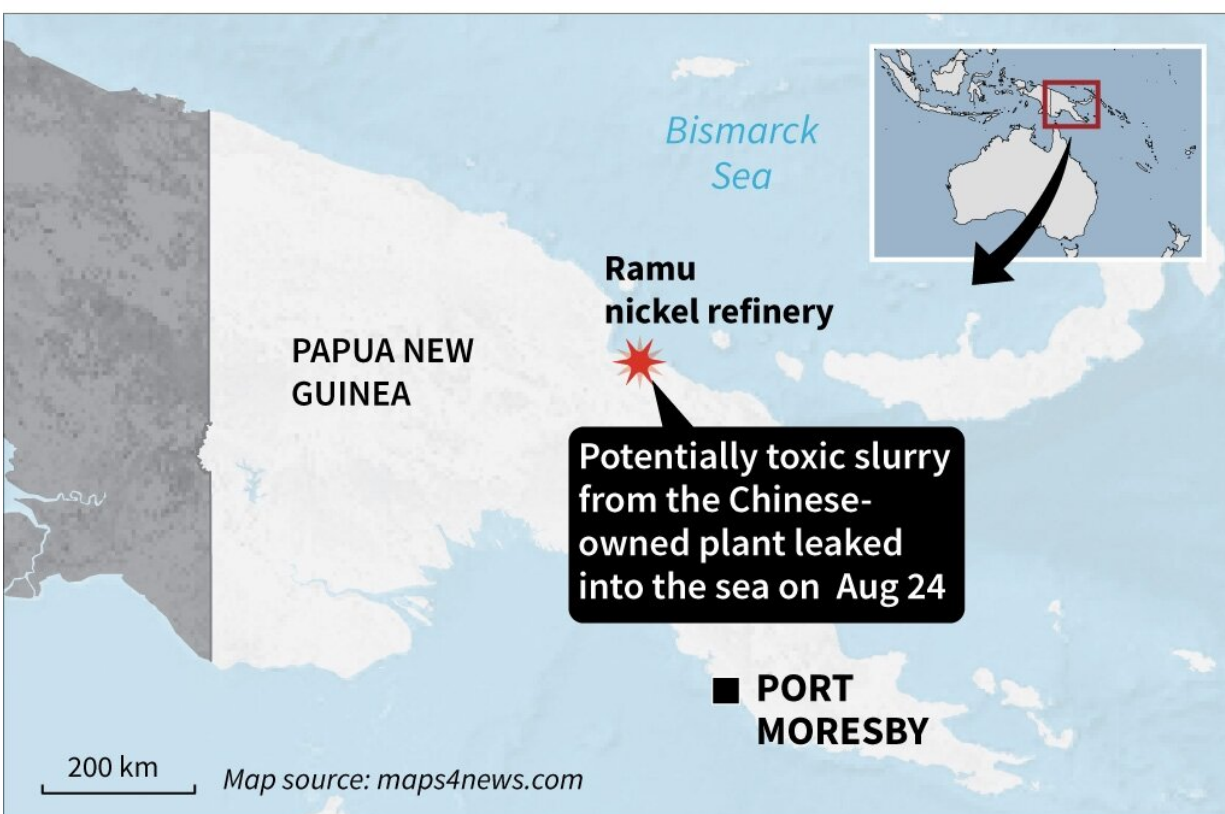 Bismarck
Sea
Ramu
nickel refinery
PAPUA NEW
GUINEA
Potentially toxic slurry
from the Chinese-
owned plant leaked
into the sea on Aug 24
PORT
MORESBY
200 km
Map source: maps4news.com